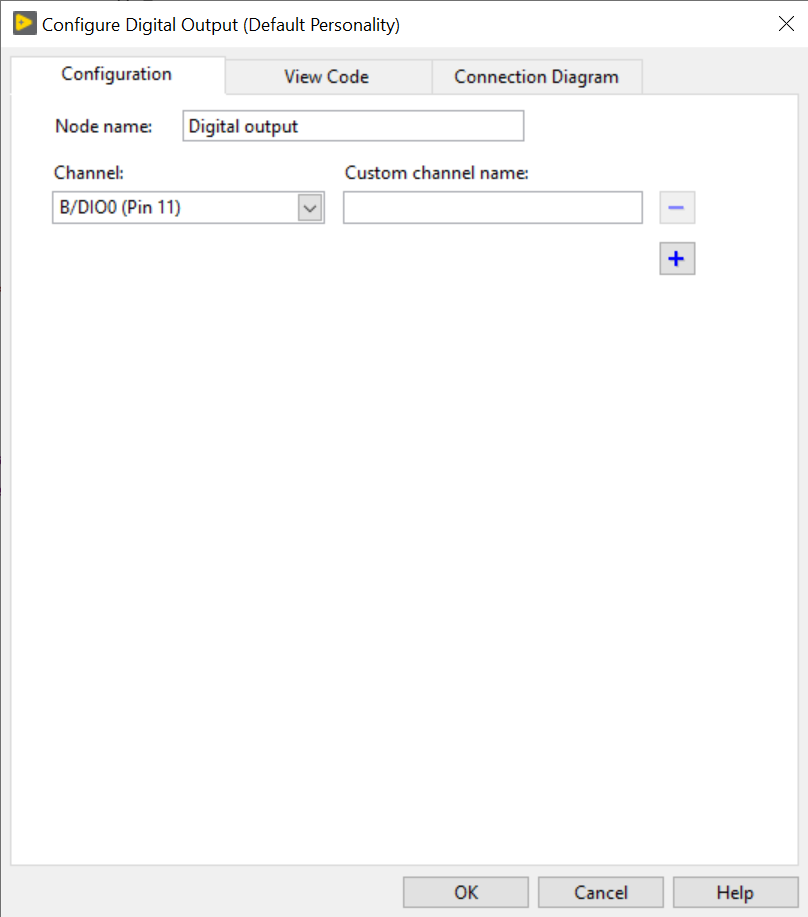 Configure Digital Output (Default Personality)
Configuration View Code Connection Diagram
Node name: Digital output
Channel: Custom channel name:
B/DIO0 (Pin 11)
OK Cancel Help